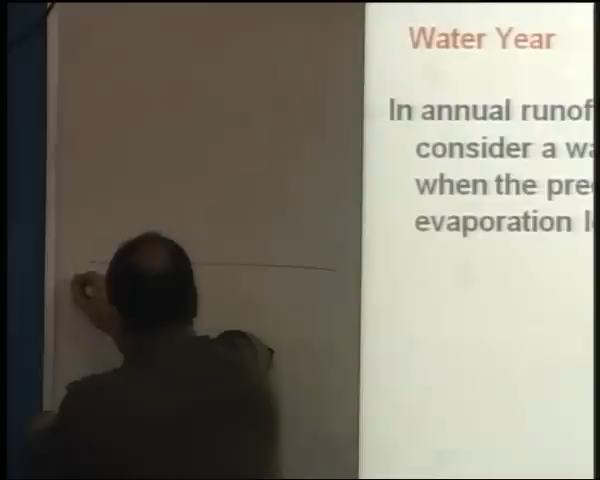 Water Year
In annual runof
consider a wa
when the pre
evaporation l